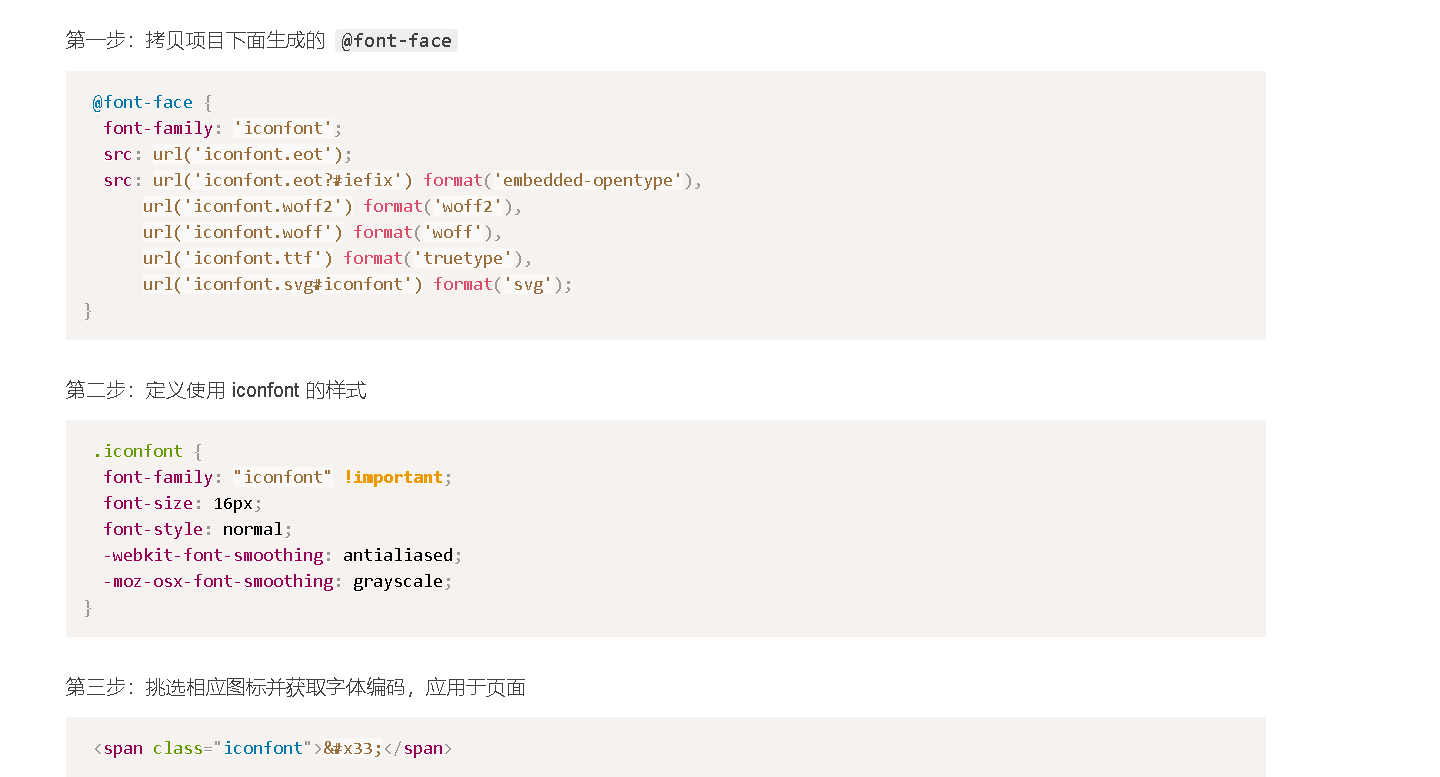 第一步：拷贝项目下面生成的 @font-face
@font-face {
font-family: 'iconfont';
src: url('iconfont.eot');
src: url('iconfont.eot?#iefix') format('embedded-opentype'),
url('iconfont.woff2') format('woff2'),
url('iconfont.woff') format('woff'),
url('iconfont.ttf') format('truetype'),
url('iconfont.svg#iconfont') format('svg');
}
第二步：定义使用 iconfont 的样式
.iconfont {
font-family: "iconfont" !important;
font-size: 16px;
font-style: normal;
-webkit-font-smoothing: antialiased;
-moz-osx-font-smoothing: grayscale;
}
第三步：挑选相应图标并获取字体编码，应用于页面
<span class="iconfont">&#x33;</span>